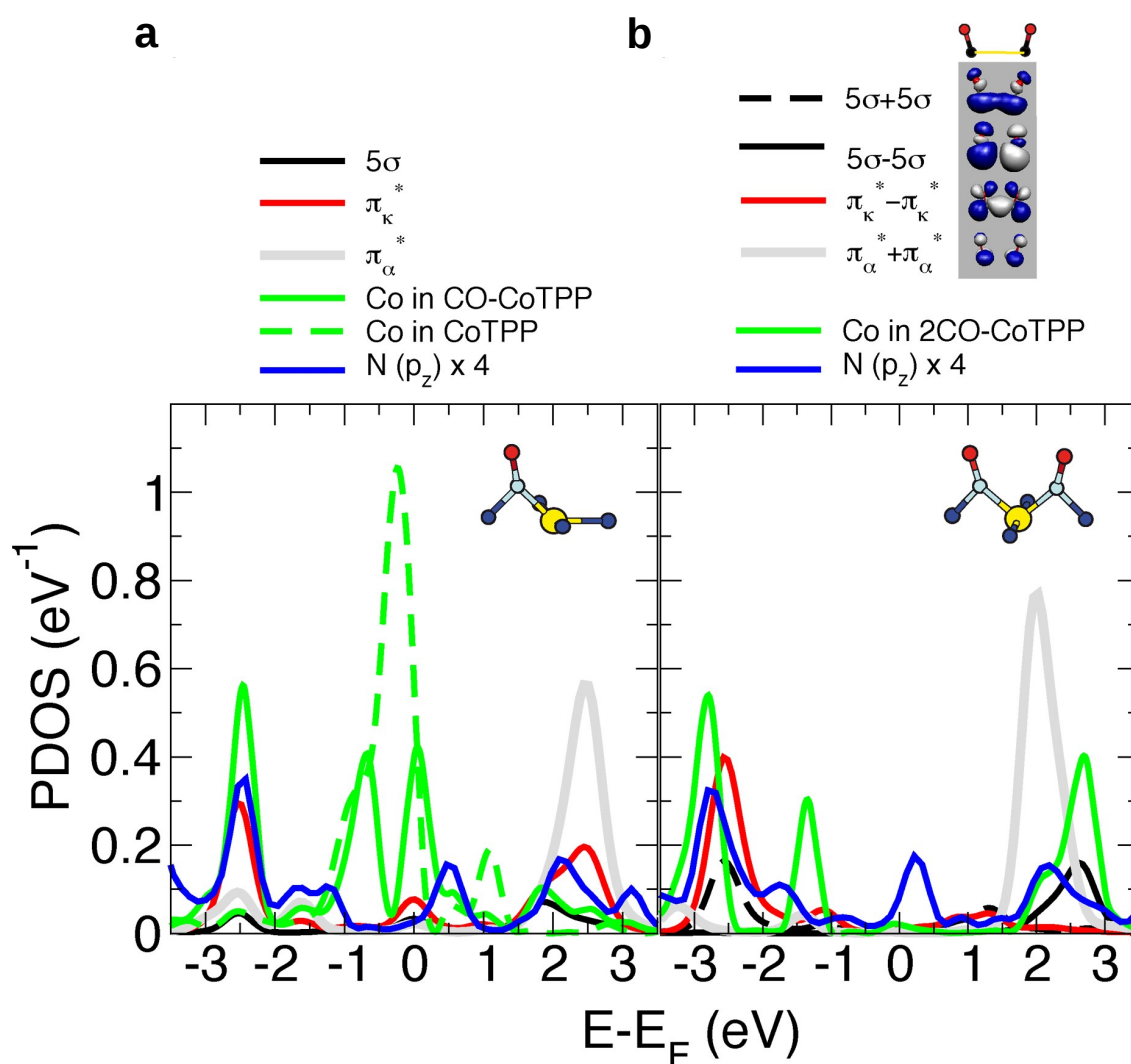 a
5σ
πκ*
πα*
Co in CO-CoTPP
Co in CoTPP
N (pz) x 4
b
5σ+5σ
5σ-5σ
πκ*−πκ*
πα*+πα*
Co in 2CO-CoTPP
N (pz) x 4
PDOS (eV-1)
1
0.8
0.6
0.4
0.2
0
-3 -2 -1 0 1 2 3
-3 -2 -1 0 1 2 3
E-EF (eV)